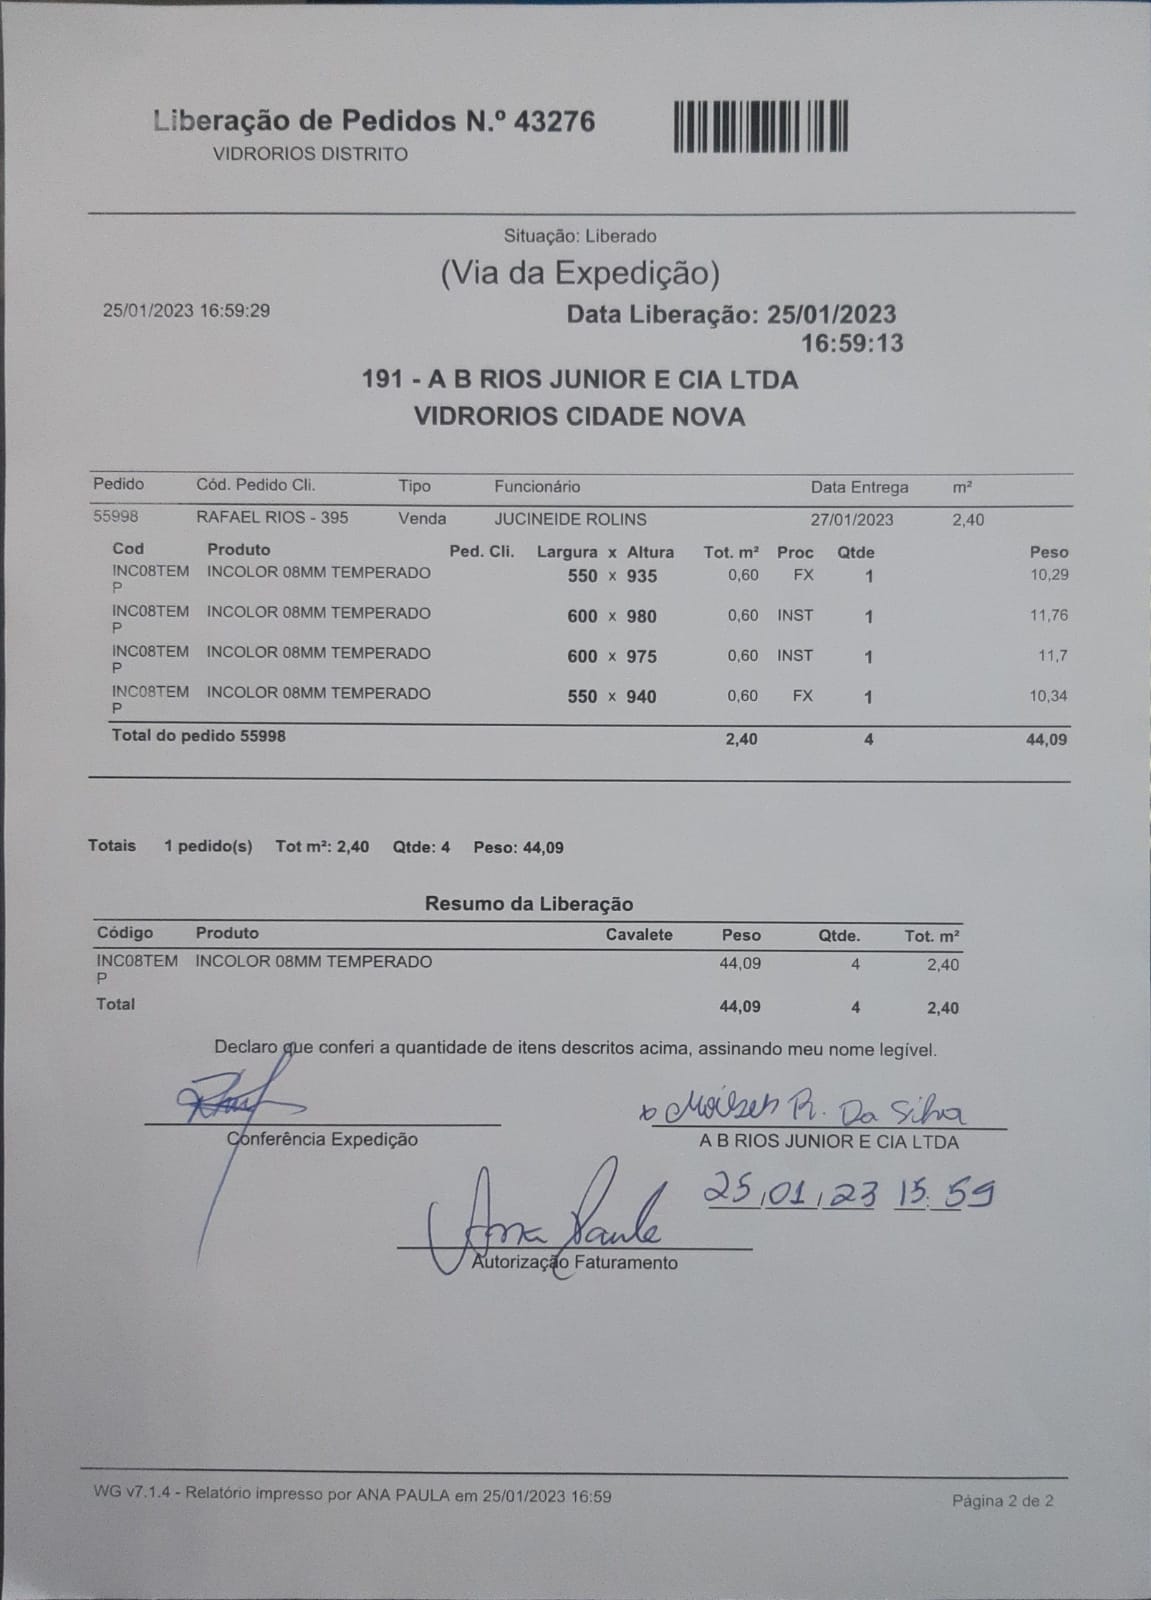 Liberação de Pedidos N.º 43276
VIDRORIOS DISTRITO
Situação: Liberado
(Via da Expedição)
25/01/2023 16:59:29
Data Liberação: 25/01/2023
16:59:13
191 - A B RIOS JUNIOR E CIA LTDA
VIDRORIOS CIDADE NOVA
Pedido Cód. Pedido Cli. Tipo Funcionário Data Entrega m²
55998 RAFAEL RIOS - 395 Venda JUCINEIDE ROLINS 27/01/2023 2,40
Cod Produto Ped. Cli. Largura x Altura Tot. m² Proc Qtde Peso
INC08TEM INCOLOR 08MM TEMPERADO 550 x 935 0,60 FX 1 10,29
P
INC08TEM INCOLOR 08MM TEMPERADO 600 x 980 0,60 INST 1 11,76
P
INC08TEM INCOLOR 08MM TEMPERADO 600 x 975 0,60 INST 1 11,7
P
INC08TEM INCOLOR 08MM TEMPERADO 550 x 940 0,60 FX 1 10,34
P
Total do pedido 55998 2,40 4 44,09
Totais 1 pedido(s) Tot m²: 2,40 Qtde: 4 Peso: 44,09
Resumo da Liberação
Código Produto Cavalete Peso Qtde. Tot. m²
INC08TEM INCOLOR 08MM TEMPERADO 44,09 4 2,40
P
Total 44,09 4 2,40
Declaro que conferi a quantidade de itens descritos acima, assinando meu nome legível.
R. Da Silva
Conferência Expedição A B RIOS JUNIOR E CIA LTDA
25,01,23 15:59
Ana Paula
Autorização Faturamento
WG v7.1.4 - Relatório impresso por ANA PAULA em 25/01/2023 16:59
Página 2 de 2